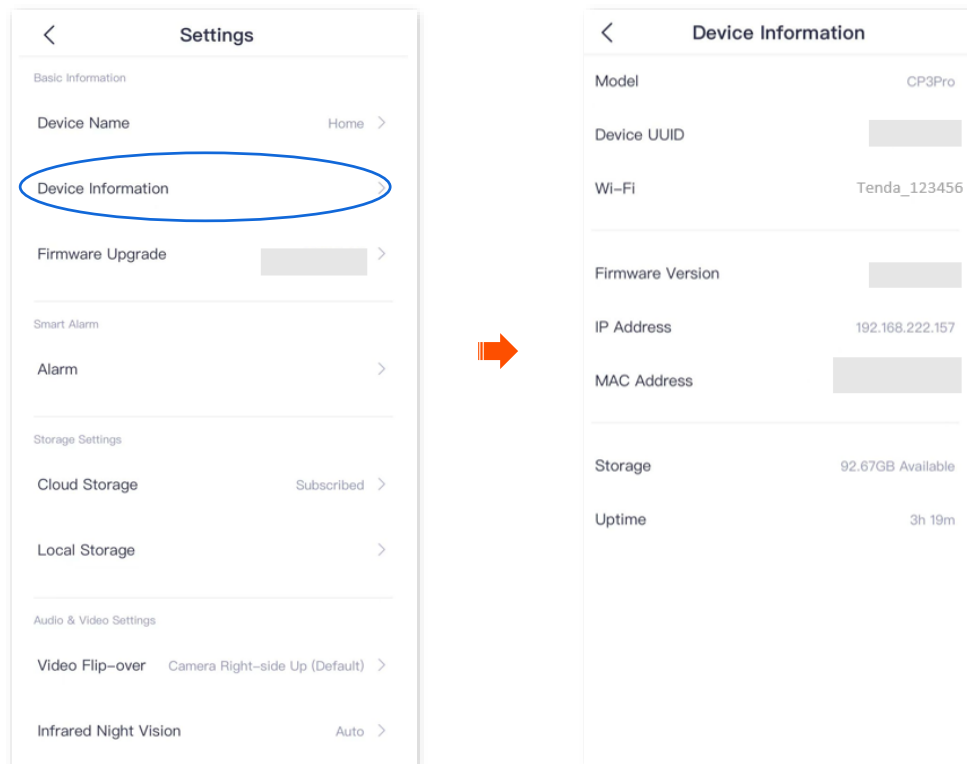 Settings
Basic Information
Device Name Home
Device Information
Firmware Upgrade
Smart Alarm
Alarm
Storage Settings
Cloud Storage Subscribed
Local Storage
Audio & Video Settings
Video Flip-over Camera Right-side Up (Default)
Infrared Night Vision Auto
Device Information
Model CP3Pro
Device UUID
Wi-Fi Tenda_123456
Firmware Version
IP Address 192.168.222.157
MAC Address
Storage 92.67GB Available
Uptime 3h 19m